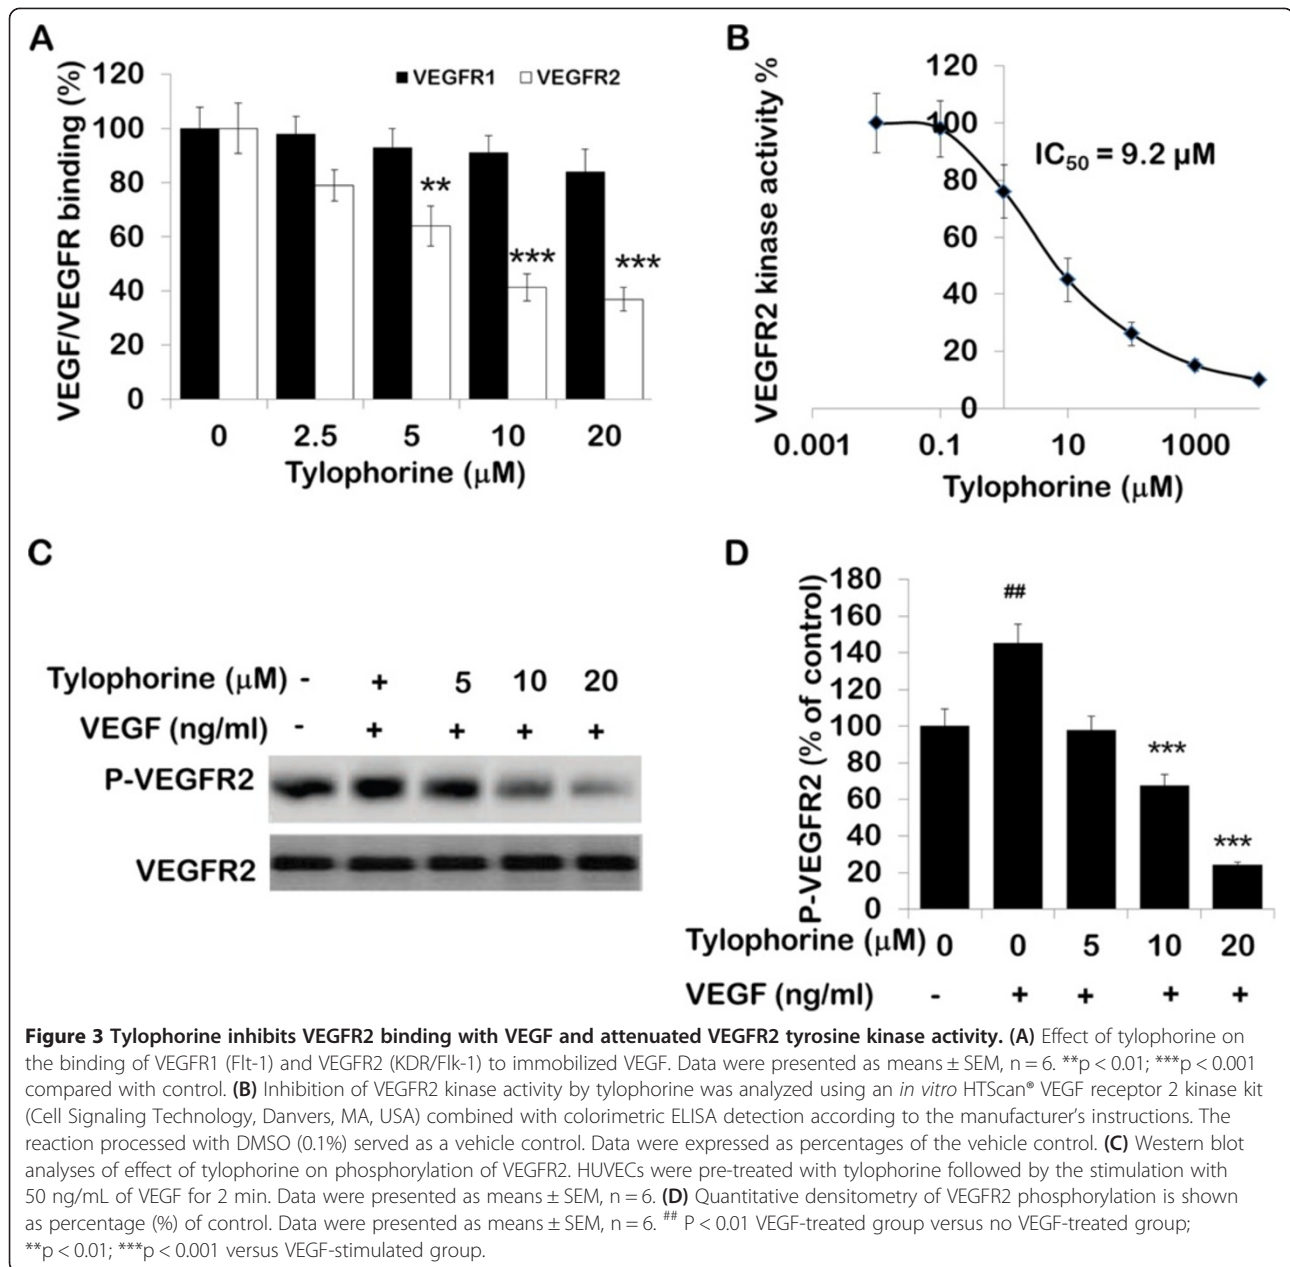 A
VEGF/VEGFR binding (%)
120
100
80
60
40
20
0
VEGFR1 VEGFR2
**
***
***
0 2.5 5 10 20
Tylophorine (μM)
B
VEGFR2 kinase activity %
120
100
80
60
40
20
0
IC50 = 9.2 μM
0.001 0.1 10 1000
Tylophorine (μM)
C
Tylophorine (μM) - + 5 10 20
VEGF (ng/ml) - + + + +
P-VEGFR2
VEGFR2
D
P-VEGFR2 (% of control)
180
160
140
120
100
80
60
40
20
0
##
***
***
Tylophorine (μM) 0 0 5 10 20
VEGF (ng/ml) - + + + +
Figure 3 Tylophorine inhibits VEGFR2 binding with VEGF and attenuated VEGFR2 tyrosine kinase activity. (A) Effect of tylophorine on
the binding of VEGFR1 (Flt-1) and VEGFR2 (KDR/Flk-1) to immobilized VEGF. Data were presented as means ± SEM, n = 6. **p < 0.01; ***p < 0.001
compared with control. (B) Inhibition of VEGFR2 kinase activity by tylophorine was analyzed using an in vitro HTScan® VEGF receptor 2 kinase kit
(Cell Signaling Technology, Danvers, MA, USA) combined with colorimetric ELISA detection according to the manufacturer's instructions. The
reaction processed with DMSO (0.1%) served as a vehicle control. Data were expressed as percentages of the vehicle control. (C) Western blot
analyses of effect of tylophorine on phosphorylation of VEGFR2. HUVECs were pre-treated with tylophorine followed by the stimulation with
50 ng/mL of VEGF for 2 min. Data were presented as means ± SEM, n = 6. (D) Quantitative densitometry of VEGFR2 phosphorylation is shown
as percentage (%) of control. Data were presented as means ± SEM, n = 6. ## P < 0.01 VEGF-treated group versus no VEGF-treated group;
**p < 0.01; ***p < 0.001 versus VEGF-stimulated group.